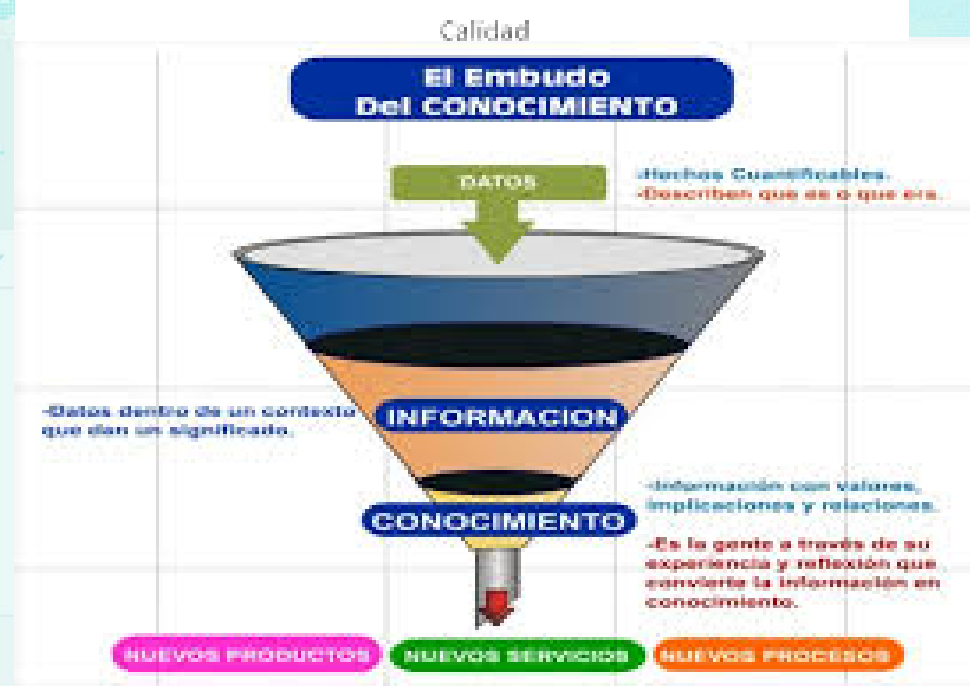 Calidad
El Embudo
Del CONOCIMIENTO
DATOS
-Hechos Cuantificables.
-Describen que es o que era.
-Datos dentro de un contexto
que dan un significado.
INFORMACION
-Información con valores,
implicaciones y relaciones.
CONOCIMIENTO
-Es la gente a través de su
experiencia y reflexión que
convierte la información en
conocimiento.
NUEVOS PRODUCTOS
NUEVOS SERVICIOS
NUEVOS PROCESOS